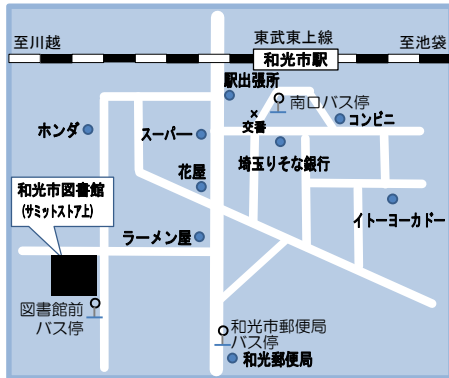 東武東上線
至川越
至池袋
和光市駅
駅出張所
南口バス停
コンビニ
交番
ホンダ
スーパー
埼玉りそな銀行
花屋
和光市図書館
(サミットストア上)
イトーヨーカドー
ラーメン屋
図書館前
バス停
和光市郵便局
バス停
和光郵便局